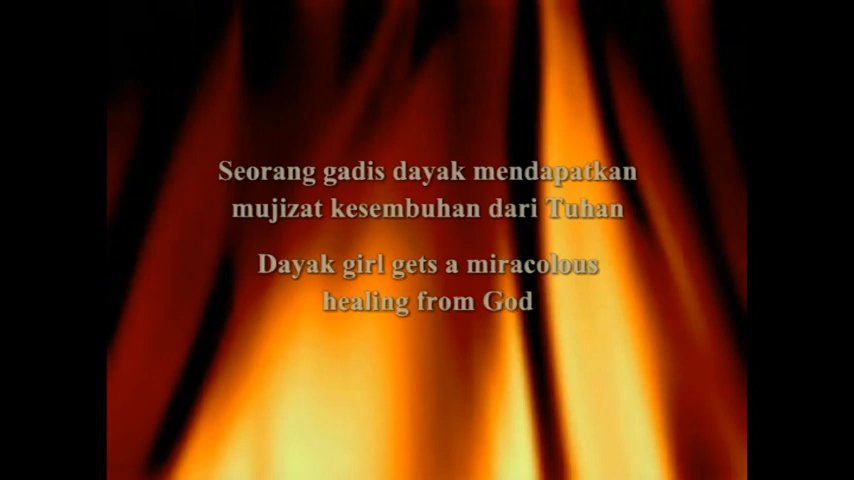 Seorang gadis dayak mendapatkan
mujizat kesembuhan dari Tuhan
Dayak girl gets a miracolous
healing from God